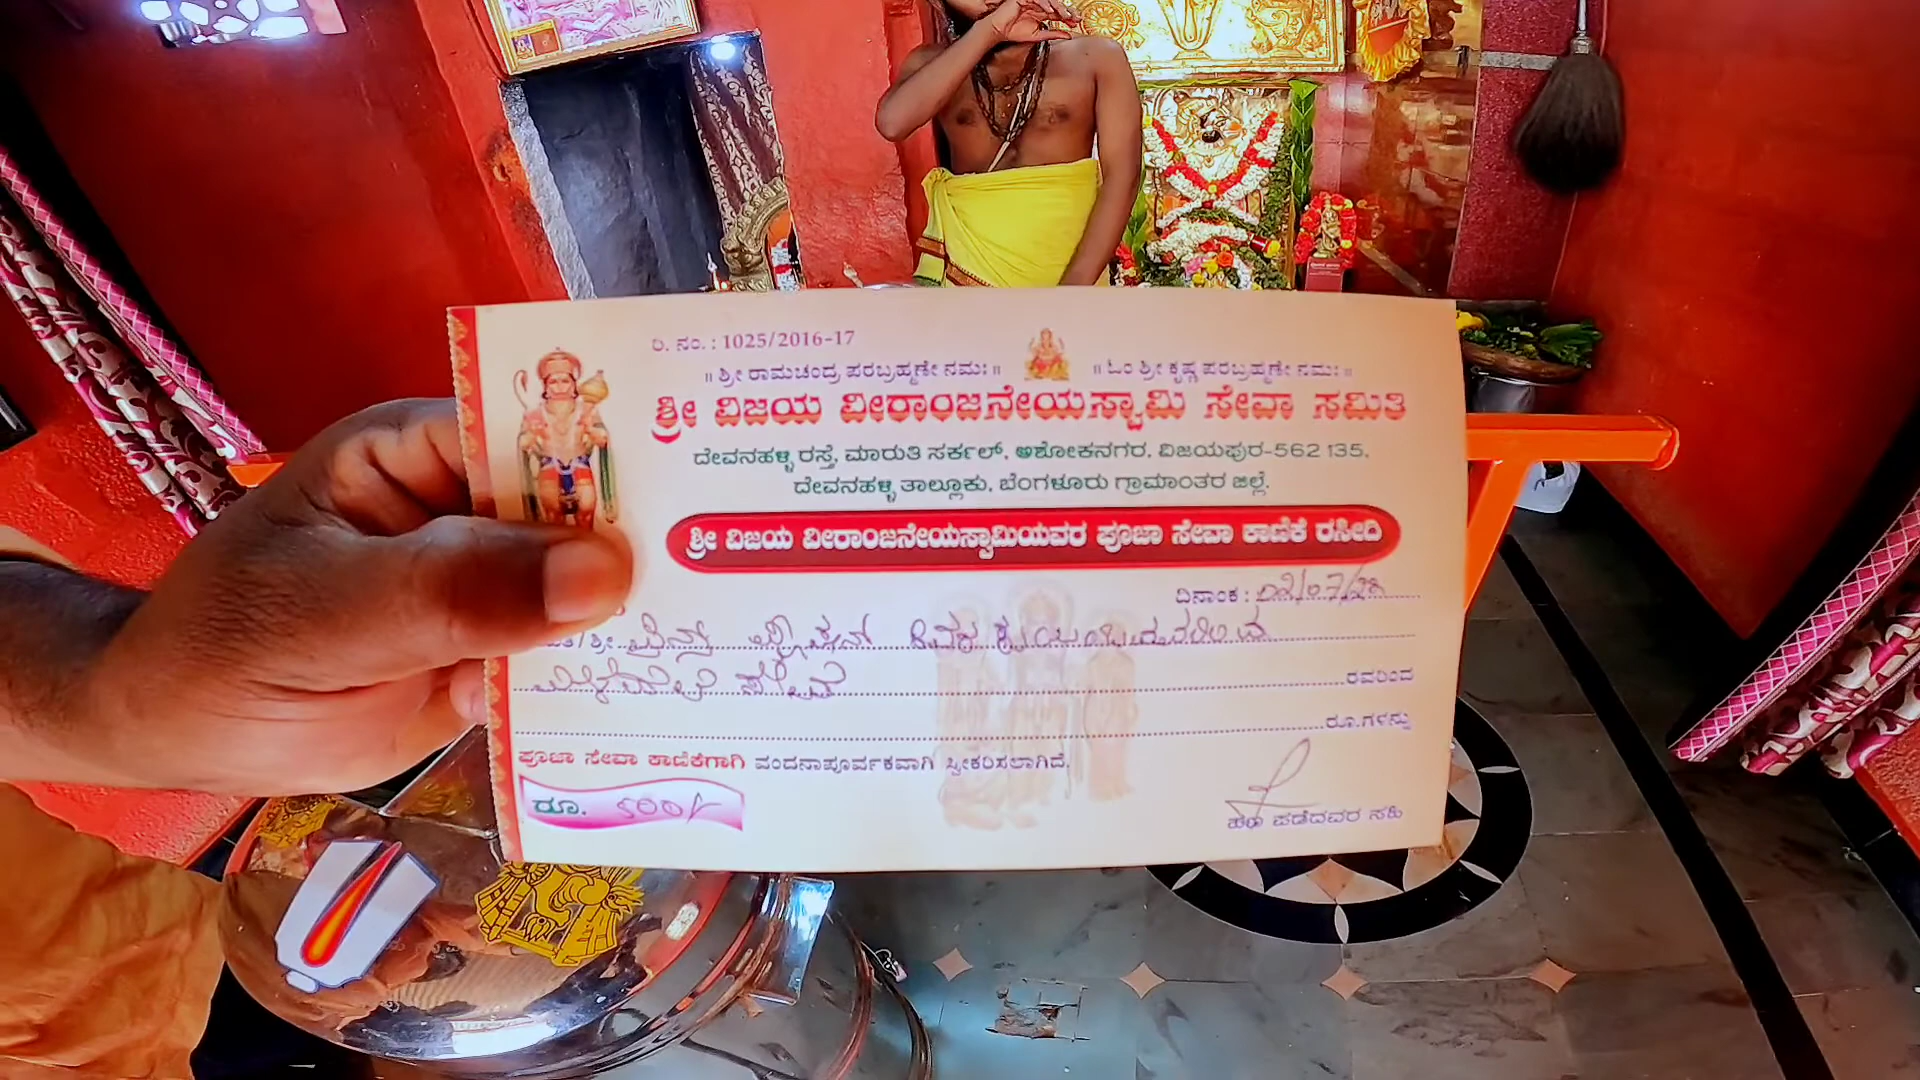 ರಿ. ನಂ. : 1025/2016-17
॥ ಶ್ರೀ ರಾಮಚಂದ್ರ ಪರಬ್ರಹ್ಮಣೇ ನಮಃ ॥ ॥ ಓಂ ಶ್ರೀ ಕೃಷ್ಣ ಪರಬ್ರಹ್ಮಣೇ ನಮಃ ॥
ಶ್ರೀ ವಿಜಯ ವೀರಾಂಜನೇಯಸ್ವಾಮಿ ಸೇವಾ ಸಮಿತಿ
ದೇವನಹಳ್ಳಿ ರಸ್ತೆ, ಮಾರುತಿ ಸರ್ಕಲ್, ಅಶೋಕನಗರ, ವಿಜಯಪುರ-562 135,
ದೇವನಹಳ್ಳಿ ತಾಲ್ಲೂಕು, ಬೆಂಗಳೂರು ಗ್ರಾಮಾಂತರ ಜಿಲ್ಲೆ.
ಶ್ರೀ ವಿಜಯ ವೀರಾಂಜನೇಯಸ್ವಾಮಿಯವರ ಪೂಜಾ ಸೇವಾ ಕಾಣಿಕೆ ರಸೀದಿ
ದಿನಾಂಕ :
ಶ್ರೀ
ರವರಿಂದ
ರೂ.ಗಳನ್ನು
ಪೂಜಾ ಸೇವಾ ಕಾಣಿಕೆಗಾಗಿ ವಂದನಾಪೂರ್ವಕವಾಗಿ ಸ್ವೀಕರಿಸಲಾಗಿದೆ.
ರೂ. 500/-
ಹಣ ಪಡೆದವರ ಸಹಿ